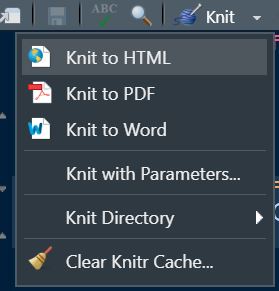 ABC
Knit
Knit to HTML
Knit to PDF
Knit to Word
Knit with Parameters...
Knit Directory
Clear Knitr Cache...